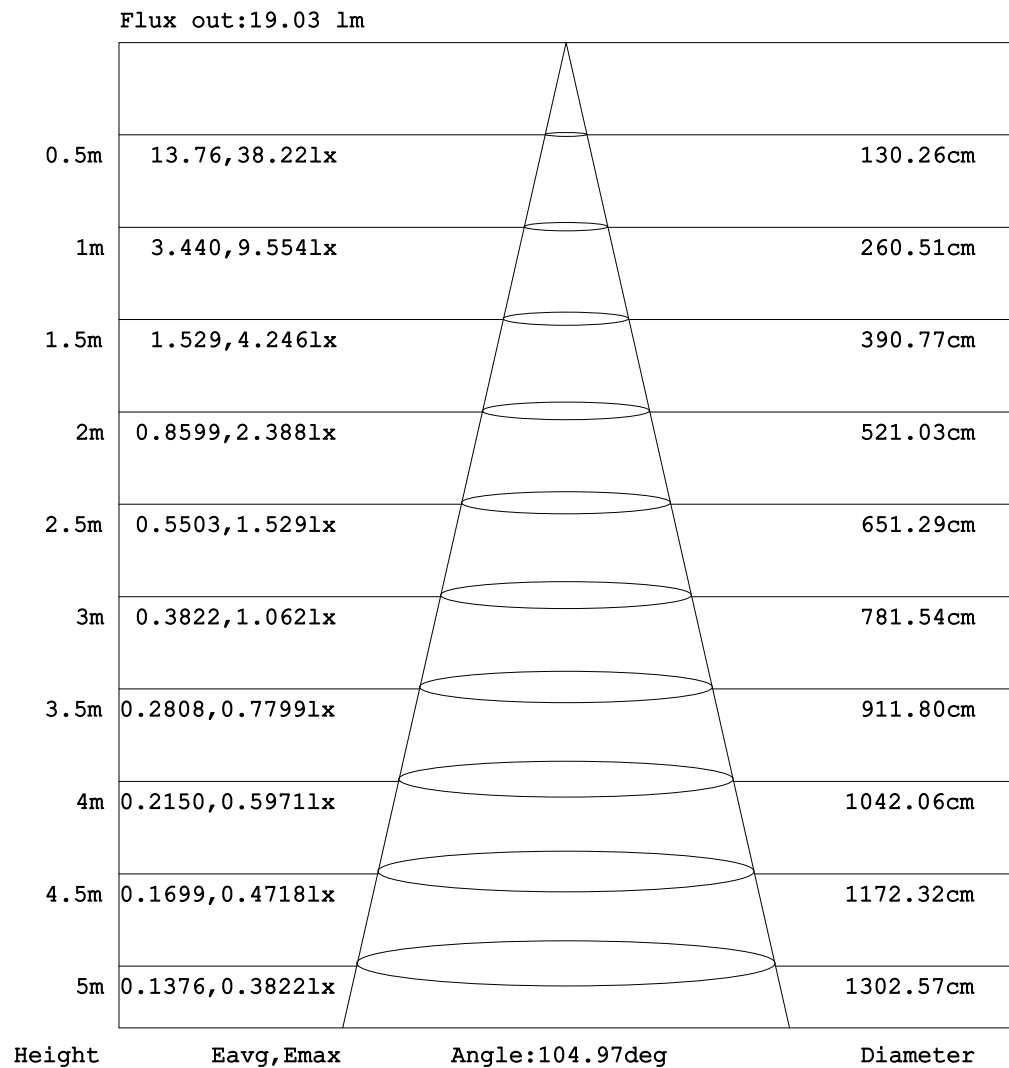 Flux out:19.03 lm
0.5m 13.76,38.22lx 130.26cm
1m 3.440,9.554lx 260.51cm
1.5m 1.529,4.246lx 390.77cm
2m 0.8599,2.388lx 521.03cm
2.5m 0.5503,1.529lx 651.29cm
3m 0.3822,1.062lx 781.54cm
3.5m 0.2808,0.7799lx 911.80cm
4m 0.2150,0.5971lx 1042.06cm
4.5m 0.1699,0.4718lx 1172.32cm
5m 0.1376,0.3822lx 1302.57cm
Height Eavg,Emax Angle:104.97deg Diameter